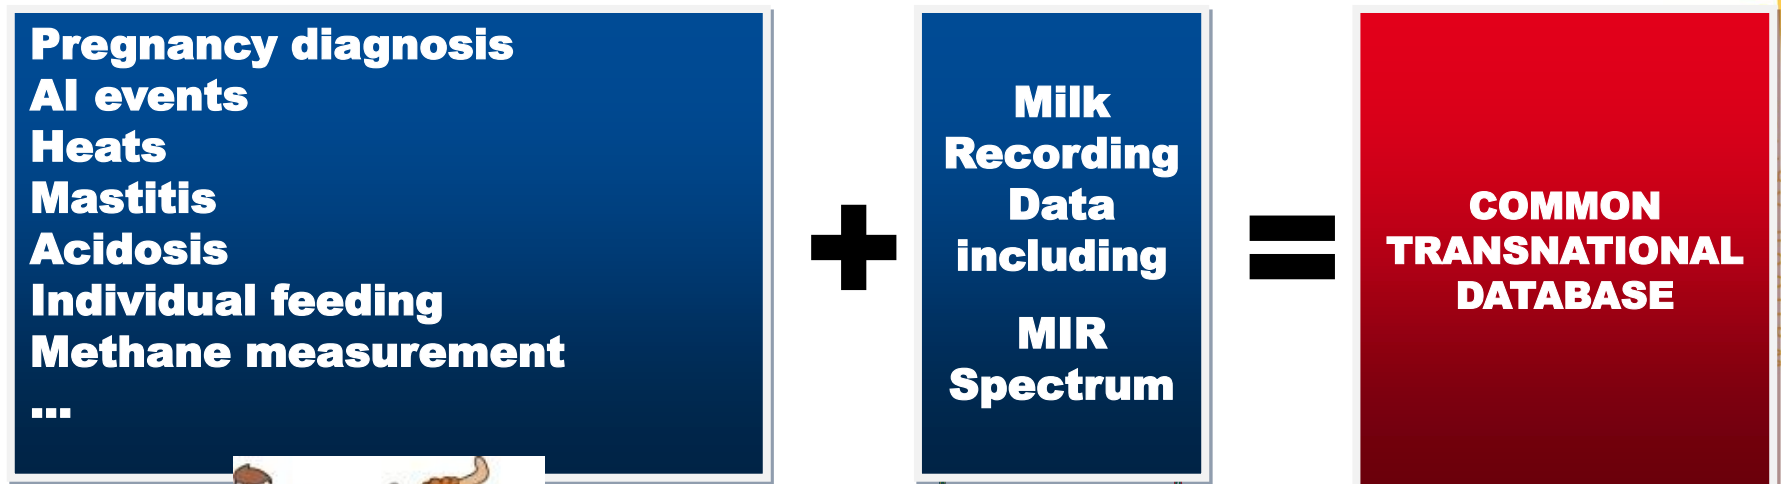 Pregnancy diagnosis
AI events
Heats
Mastitis
Acidosis
Individual feeding
Methane measurement
...
+
Milk
Recording
Data
including
MIR
Spectrum
=
COMMON
TRANSNATIONAL
DATABASE